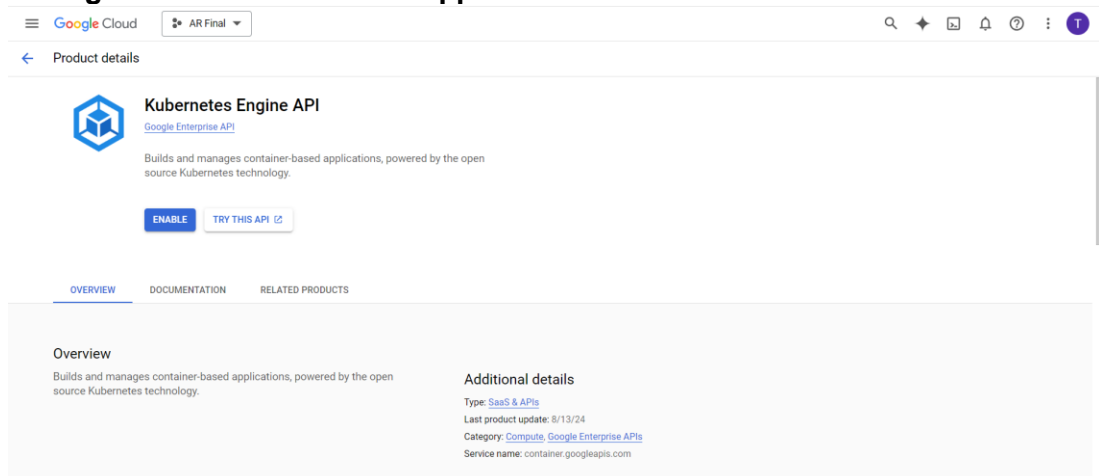 Google Cloud
AR Final
T
Product details
Kubernetes Engine API
Google Enterprise API
Builds and manages container-based applications, powered by the open
source Kubernetes technology.
ENABLE
TRY THIS API
OVERVIEW
DOCUMENTATION
RELATED PRODUCTS
Overview
Builds and manages container-based applications, powered by the open
source Kubernetes technology.
Additional details
Type: SaaS & APIs
Last product update: 8/13/24
Category: Compute, Google Enterprise APIs
Service name: container.googleapis.com